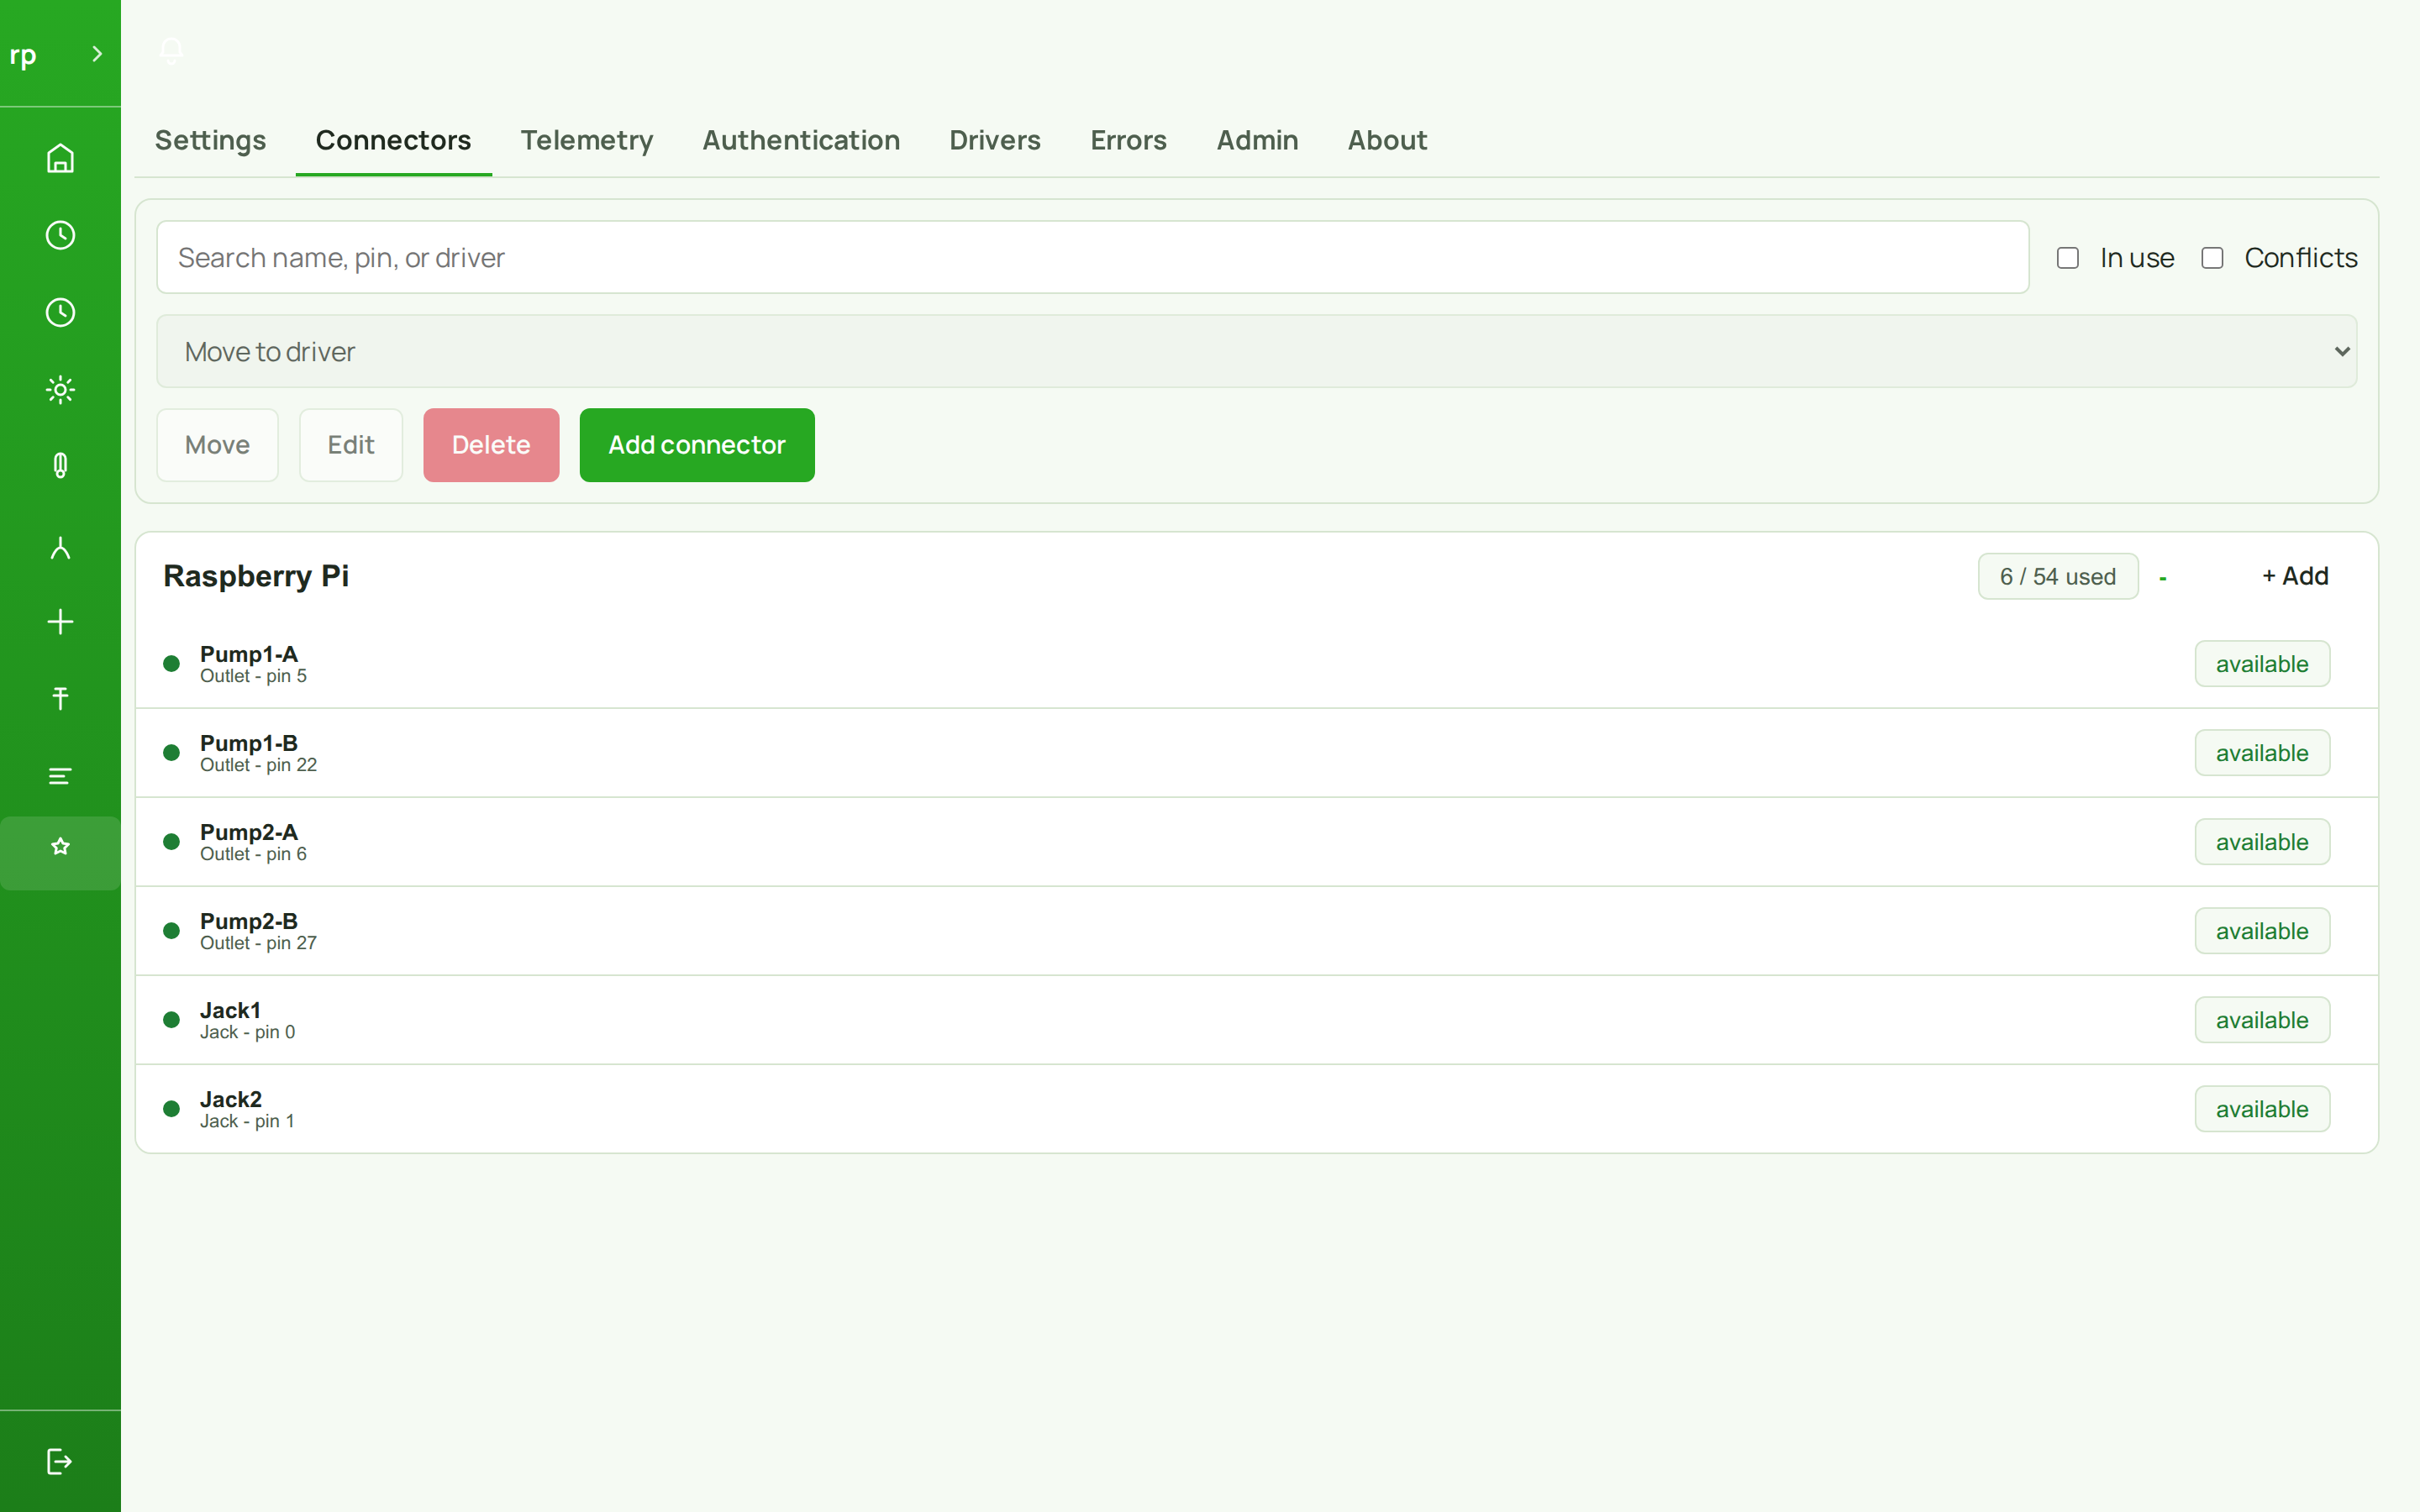 rp
Settings Connectors Telemetry Authentication Drivers Errors Admin About
Search name, pin, or driver
In use Conflicts
Move to driver
Move Edit Delete Add connector
Raspberry Pi 6 / 54 used - + Add
Pump1-A
Outlet - pin 5
available
Pump1-B
Outlet - pin 22
available
Pump2-A
Outlet - pin 6
available
Pump2-B
Outlet - pin 27
available
Jack1
Jack - pin 0
available
Jack2
Jack - pin 1
available